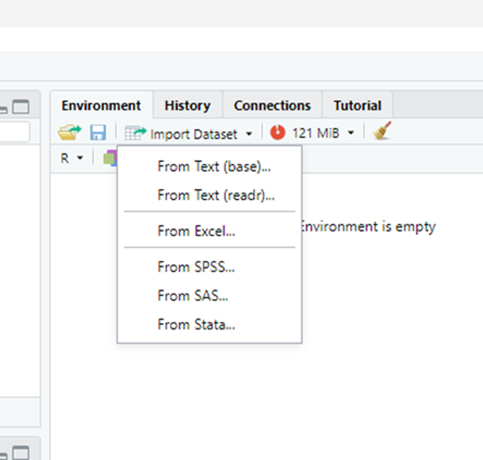 Environment History Connections Tutorial
Import Dataset 121 MiB
R
From Text (base)...
From Text (readr)...
From Excel...
Environment is empty
From SPSS...
From SAS...
From Stata...